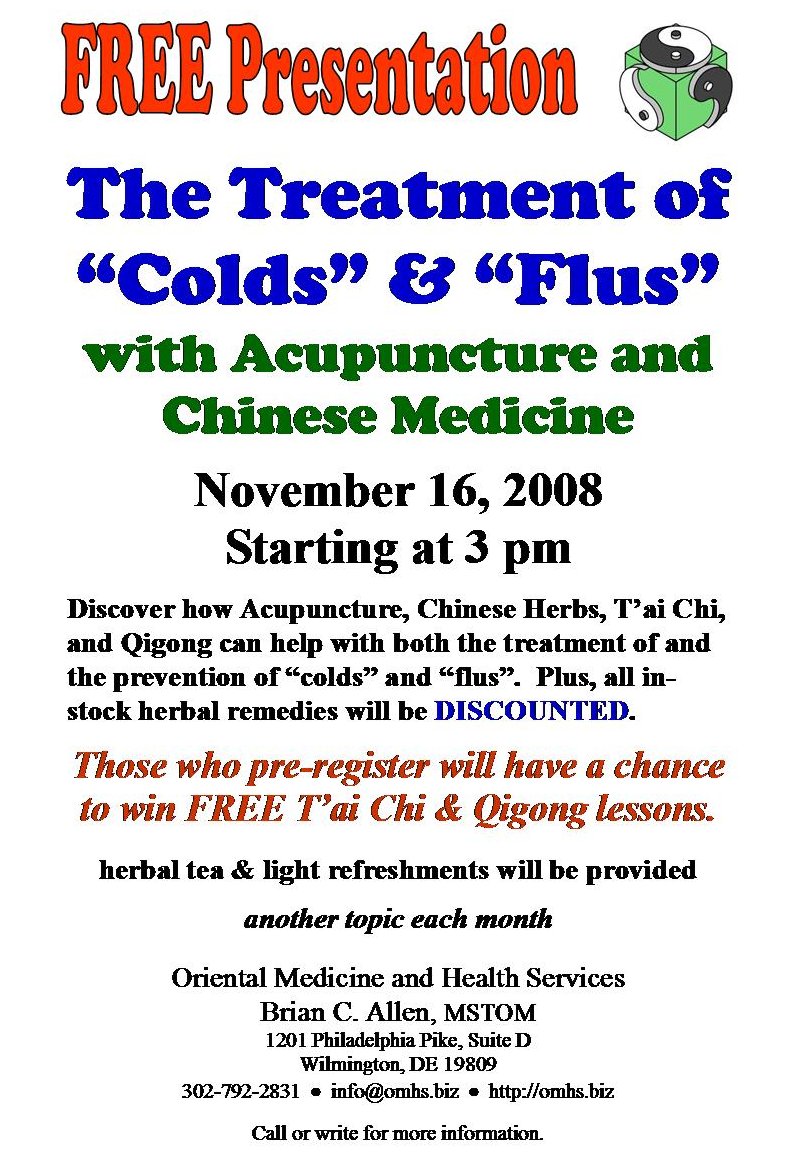 FREE Presentation
The Treatment of
“Colds” & “Flus”
with Acupuncture and
Chinese Medicine
November 16, 2008
Starting at 3 pm
Discover how Acupuncture, Chinese Herbs, T’ai Chi,
and Qigong can help with both the treatment of and
the prevention of “colds” and “flus”.  Plus, all in-
stock herbal remedies will be DISCOUNTED.
Those who pre-register will have a chance
to win FREE T’ai Chi & Qigong lessons.
herbal tea & light refreshments will be provided
another topic each month
Oriental Medicine and Health Services
Brian C. Allen, MSTOM
1201 Philadelphia Pike, Suite D
Wilmington, DE 19809
302-792-2831 ● info@omhs.biz ● http://omhs.biz
Call or write for more information.